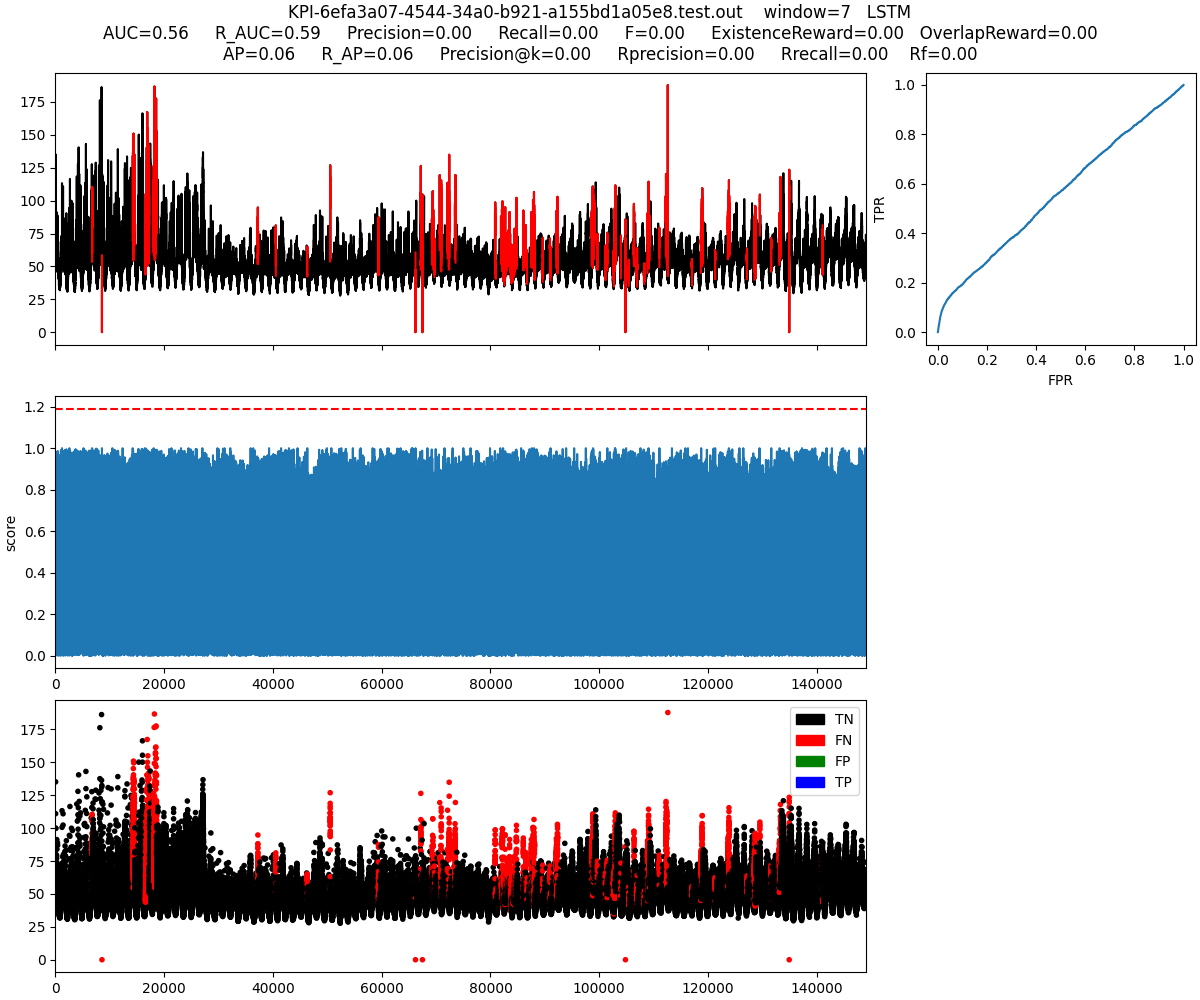 KPI-6efa3a07-4544-34a0-b921-a155bd1a05e8.test.out window=7 LSTM
AUC=0.56 R_AUC=0.59 Precision=0.00 Recall=0.00 F=0.00 ExistenceReward=0.00 OverlapReward=0.00
AP=0.06 R_AP=0.06 Precision@k=0.00 Rprecision=0.00 Rrecall=0.00 Rf=0.00
175
150
125
100
75
50
25
0
TPR
1.0
0.8
0.6
0.4
0.2
0.0
0.0 0.2 0.4 0.6 0.8 1.0
FPR
score
1.2
1.0
0.8
0.6
0.4
0.2
0.0
0 20000 40000 60000 80000 100000 120000 140000
175
150
125
100
75
50
25
0
TN
FN
FP
TP
0 20000 40000 60000 80000 100000 120000 140000